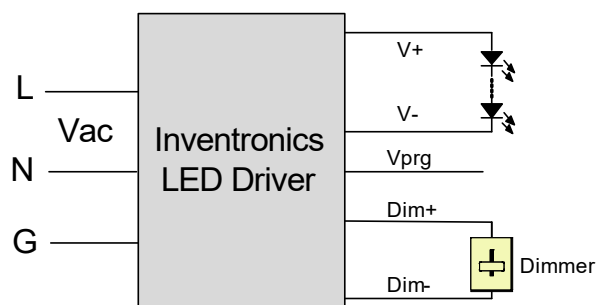 L
Vac
N
G
Inventronics
LED Driver
V+
V-
Vprg
Dim+
Dim-
Dimmer